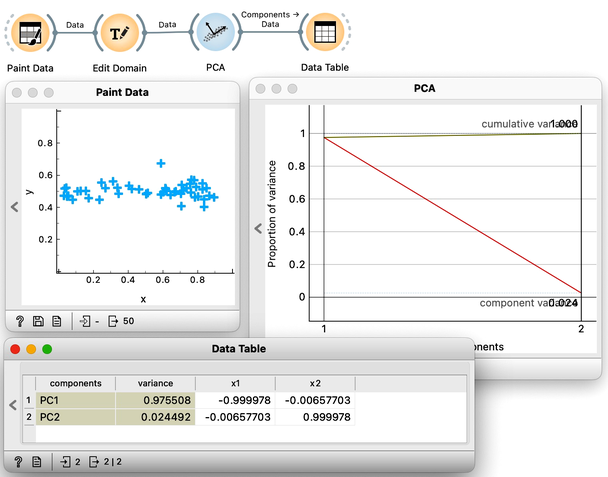 Data
Data
Components →
Data
Paint Data
Edit Domain
PCA
Data Table
Paint Data
y
0.8
0.6
0.4
0.2
0.2
0.4
0.6
0.8
x
? - 50
PCA
cumulative variance
1.000
Proportion of variance
1
0.8
0.6
0.4
0.2
0
component variance
0.024
1
2
onents
Data Table
components variance x1 x2
1 PC1 0.975508 -0.999978 -0.00657703
2 PC2 0.024492 -0.00657703 0.999978
? 2 2 | 2